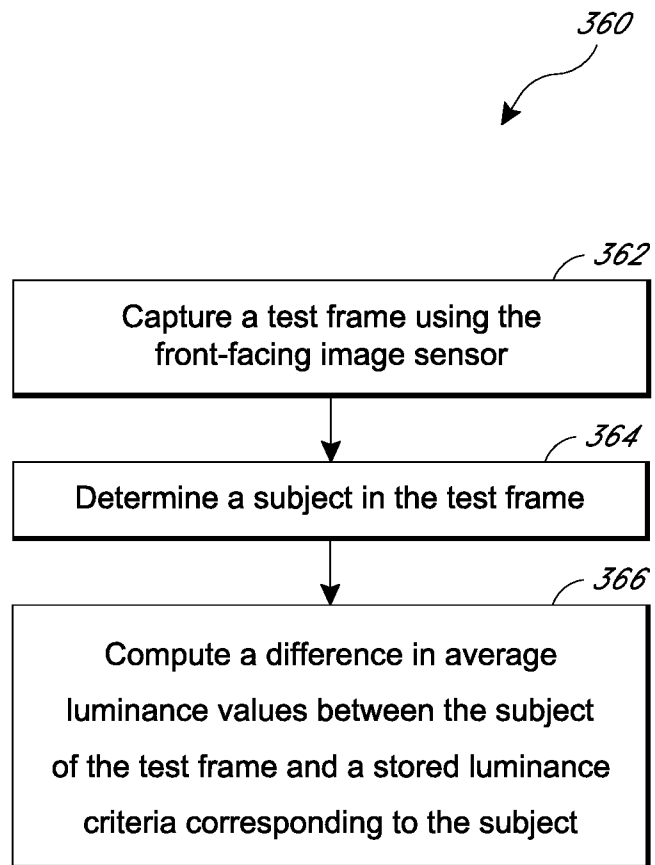 360
362
Capture a test frame using the
front-facing image sensor
364
Determine a subject in the test frame
366
Compute a difference in average
luminance values between the subject
of the test frame and a stored luminance
criteria corresponding to the subject